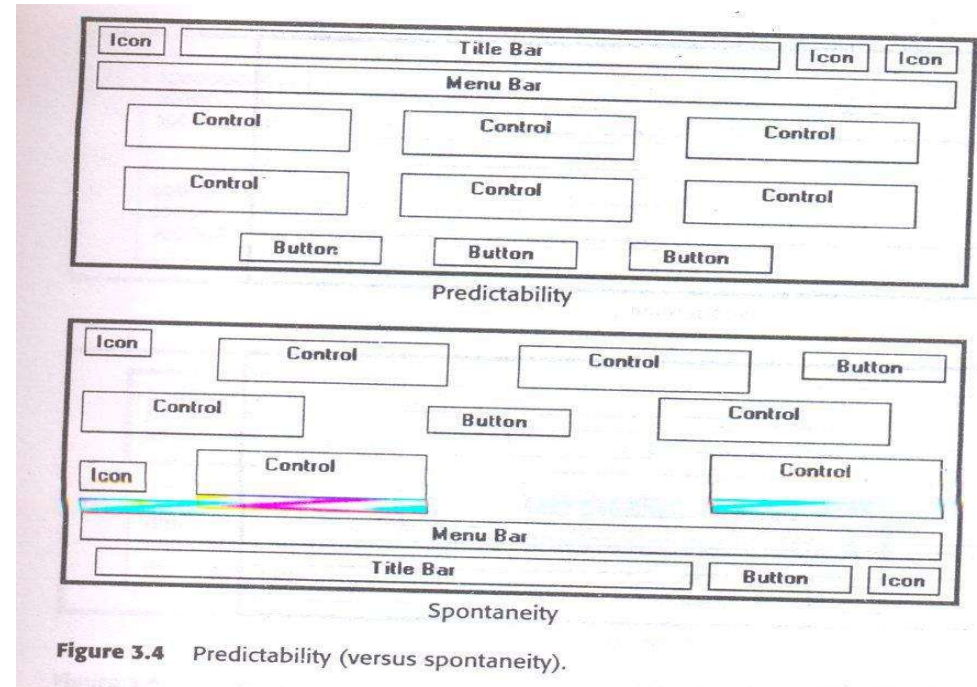 Icon Title Bar Icon Icon
Menu Bar
Control Control Control
Control Control Control
Button Button Button
Predictability
Icon Control Control Button
Control Button Control
Icon Control Control
Menu Bar
Title Bar Button Icon
Spontaneity
Figure 3.4 Predictability (versus spontaneity).